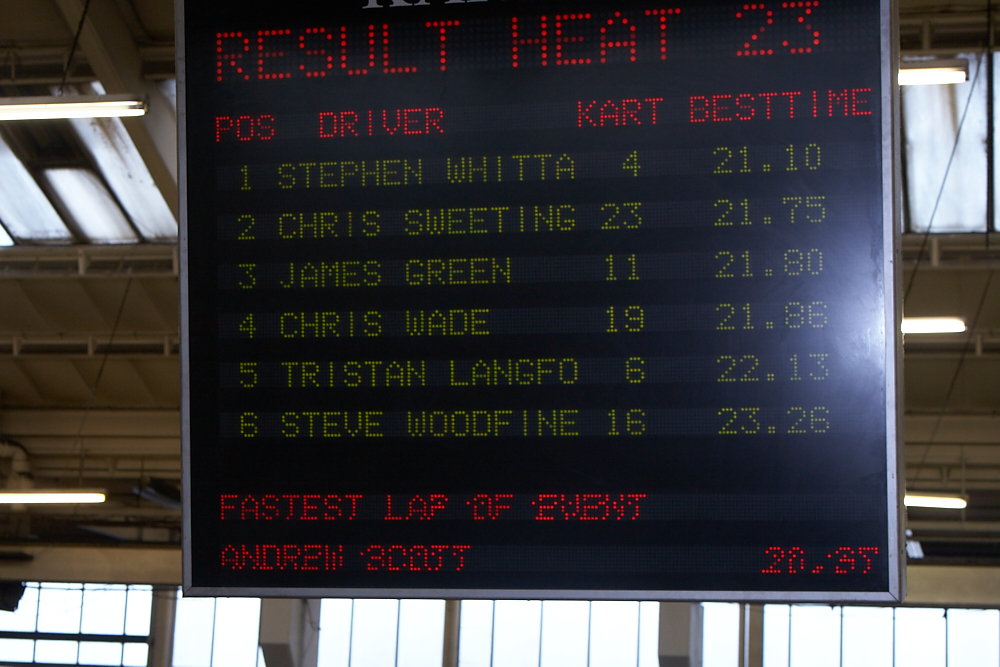 RESULT HEAT 23
POS DRIVER KART BESTTIME
1 STEPHEN WHITTA 4 21.10
2 CHRIS SWEETING 23 21.75
3 JAMES GREEN 11 21.80
4 CHRIS WADE 19 21.86
5 TRISTAN LANGFO 6 22.13
6 STEVE WOODFINE 16 23.26
FASTEST LAP OF EVENT
ANDREW SCOTT